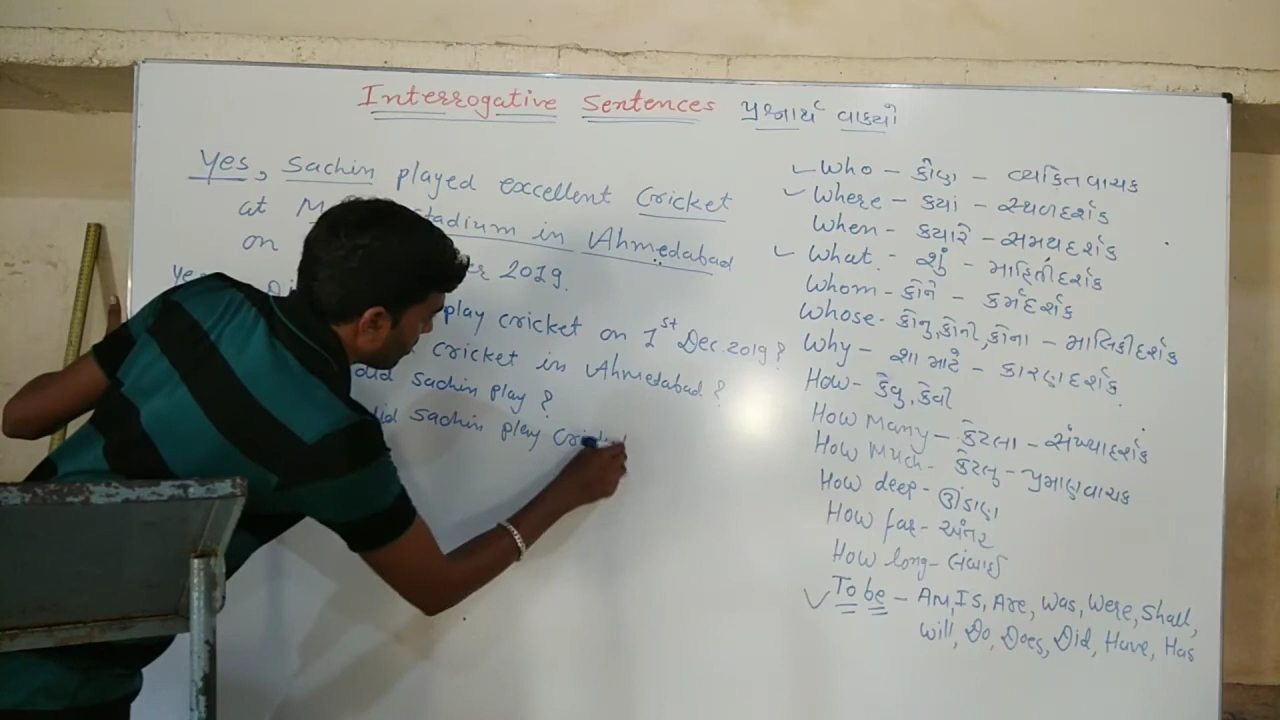 Interrogative Sentences પ્રશ્નાર્થ વાક્યો
Yes, Sachin played excellent Cricket
at stadium in Ahmedabad
on 2019.
play cricket on 1st Dec. 2019 ?
cricket in Ahmedabad ?
did sachin play ?
did sachin play
Who – કોણ – વ્યક્તિવાચક
Where – ક્યાં – સ્થળદર્શક
When – ક્યારે – સમયદર્શક
What – શું – માહિતીદર્શક
Whom – કોને – કર્મદર્શક
Whose - કોનુ, કોની, કોના – માલિકીદર્શક
Why – શા માટે – કારણદર્શક
How – કેવુ, કેવી
How Many – કેટલા – સંખ્યાદર્શક
How Much – કેટલુ – પ્રમાણવાચક
How deep – ઊંડાણ
How far – અંતર
How long – લંબાઈ
To be – Am, Is, Are, Was, Were, Shall,
Will, Do, Does, Did, Have, Has